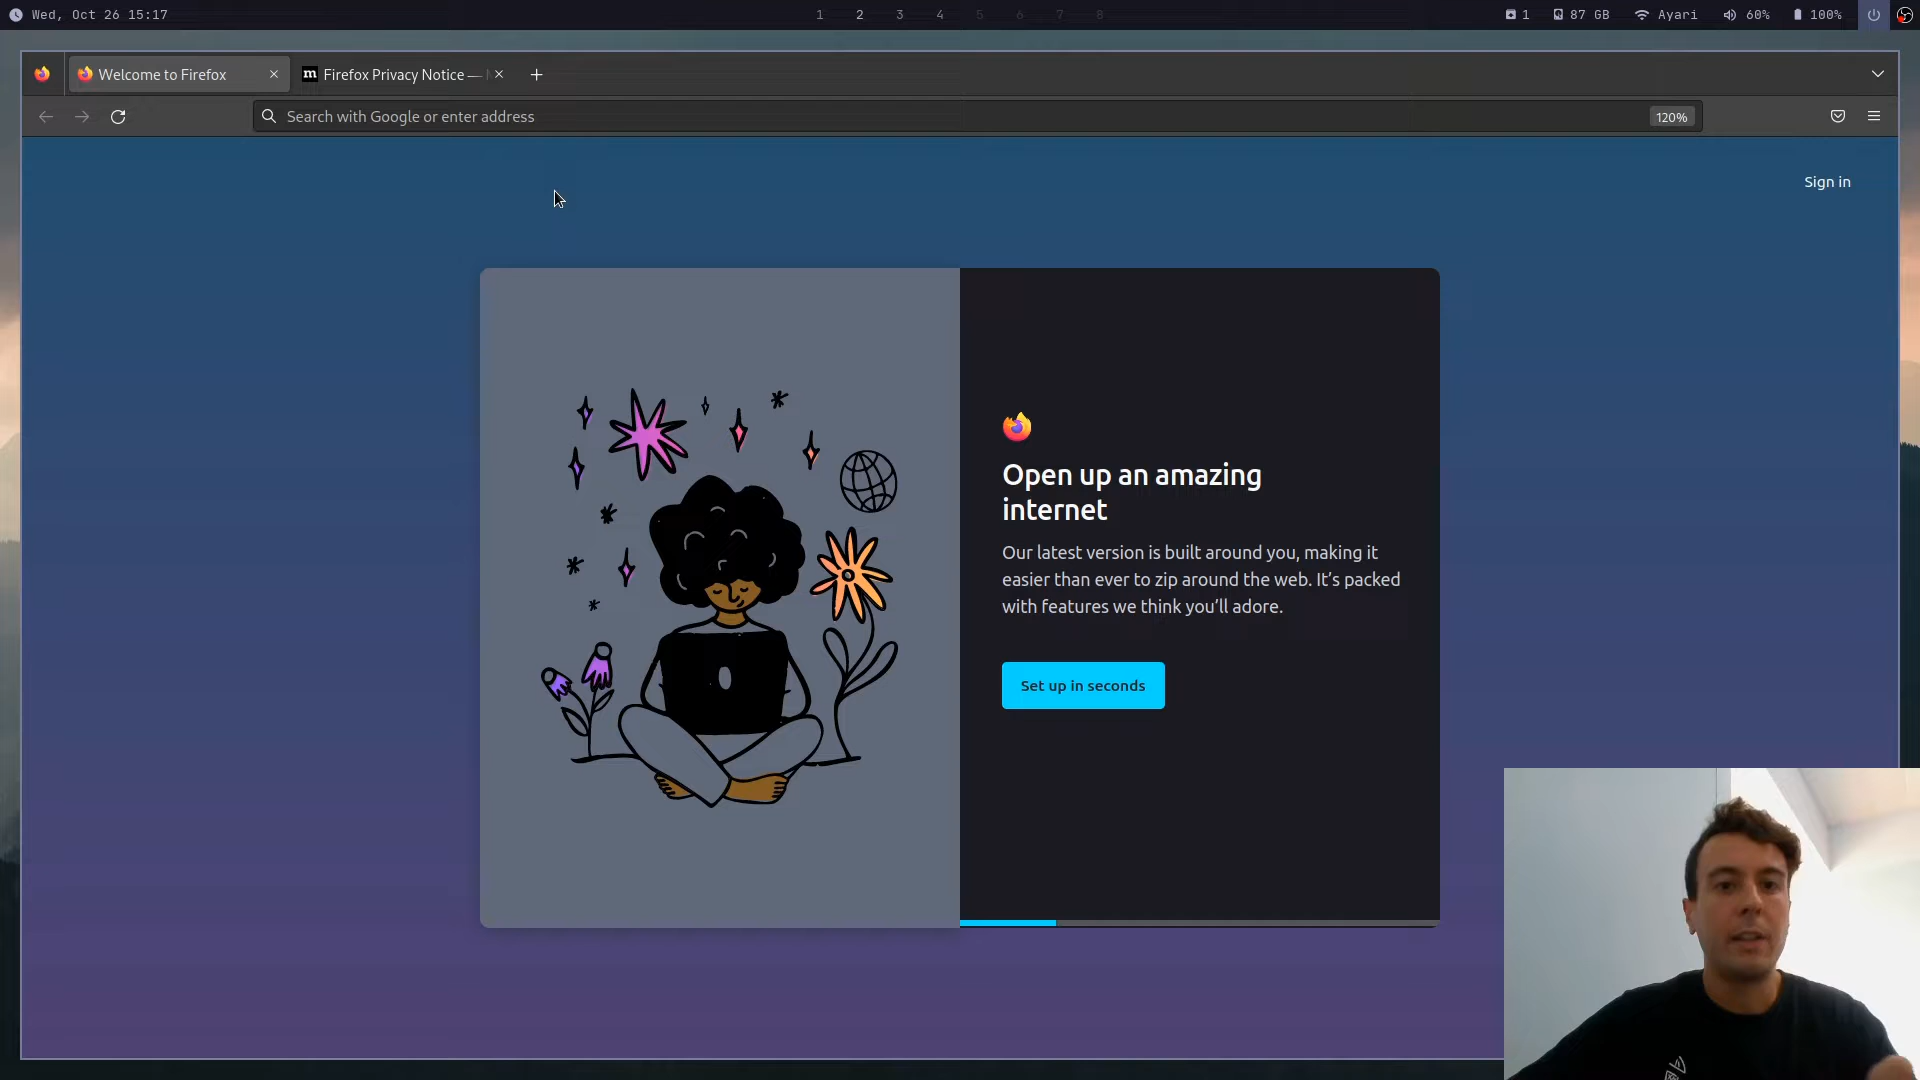 Wed, Oct 26 15:17
1 2 3 4 5 6 7 8
1 87 GB Ayari 60% 100%
Welcome to Firefox
Firefox Privacy Notice —
Search with Google or enter address
120%
Sign in
Open up an amazing
internet
Our latest version is built around you, making it
easier than ever to zip around the web. It’s packed
with features we think you’ll adore.
Set up in seconds